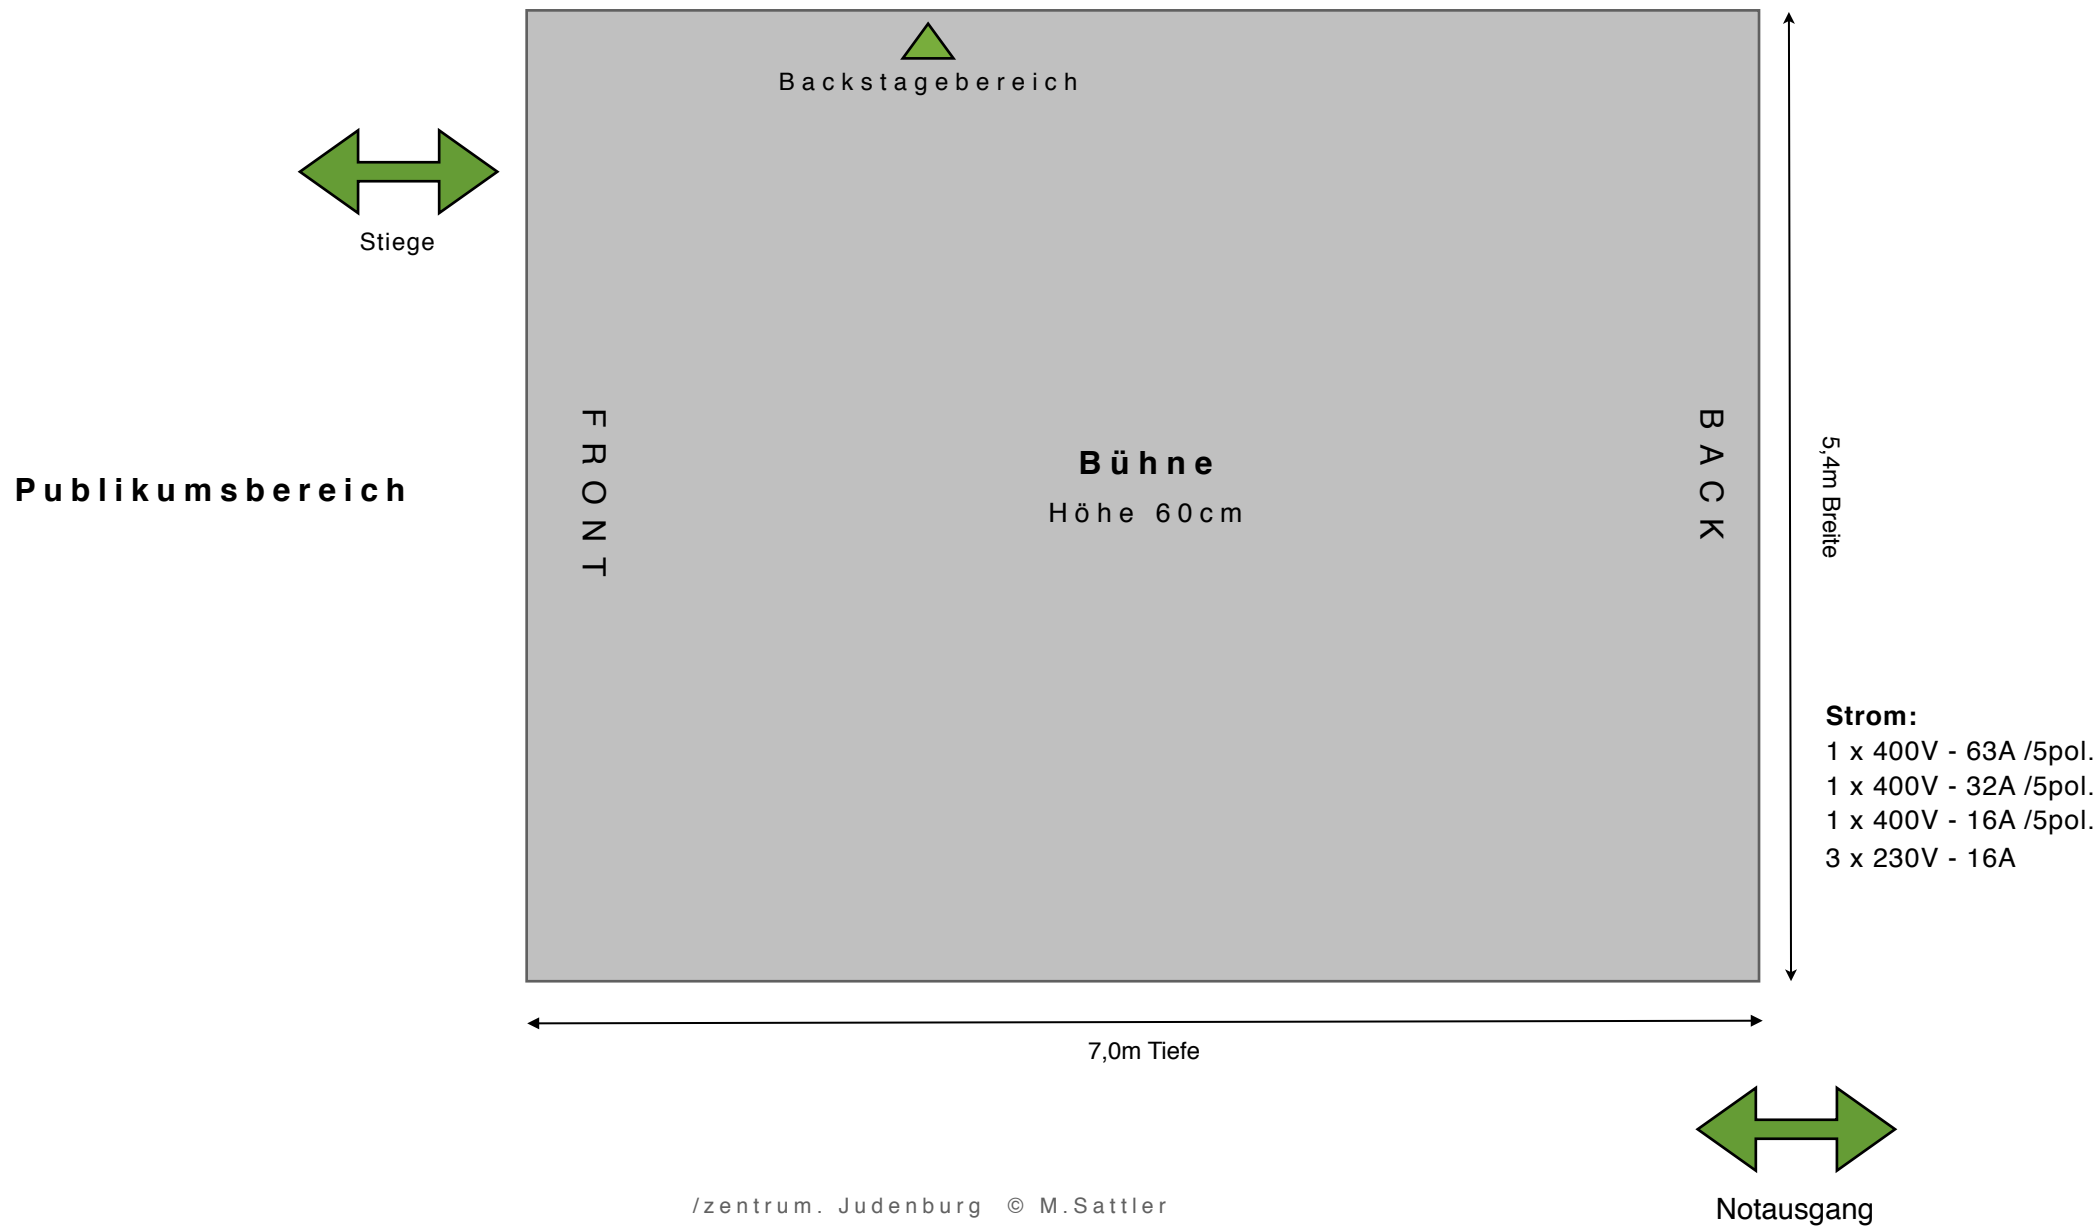 Backstagebereich
Stiege
FRONT
BACK
Bühne
Höhe 60cm
Publikumsbereich
5,4m Breite
Strom:
1 x 400V - 63A /5pol.
1 x 400V - 32A /5pol.
1 x 400V - 16A /5pol.
3 x 230V - 16A
7,0m Tiefe
/zentrum. Judenburg © M.Sattler
Notausgang